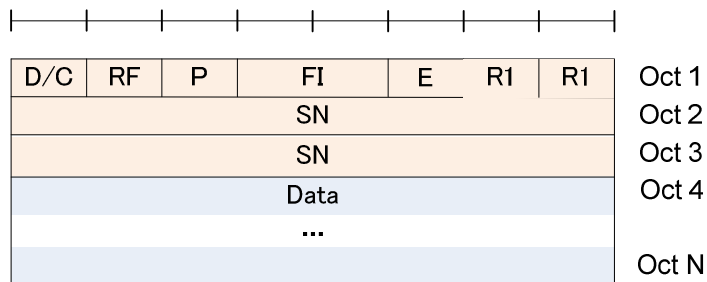 D/C RF P FI E R1 R1 Oct 1
SN Oct 2
SN Oct 3
Data Oct 4
...
Oct N